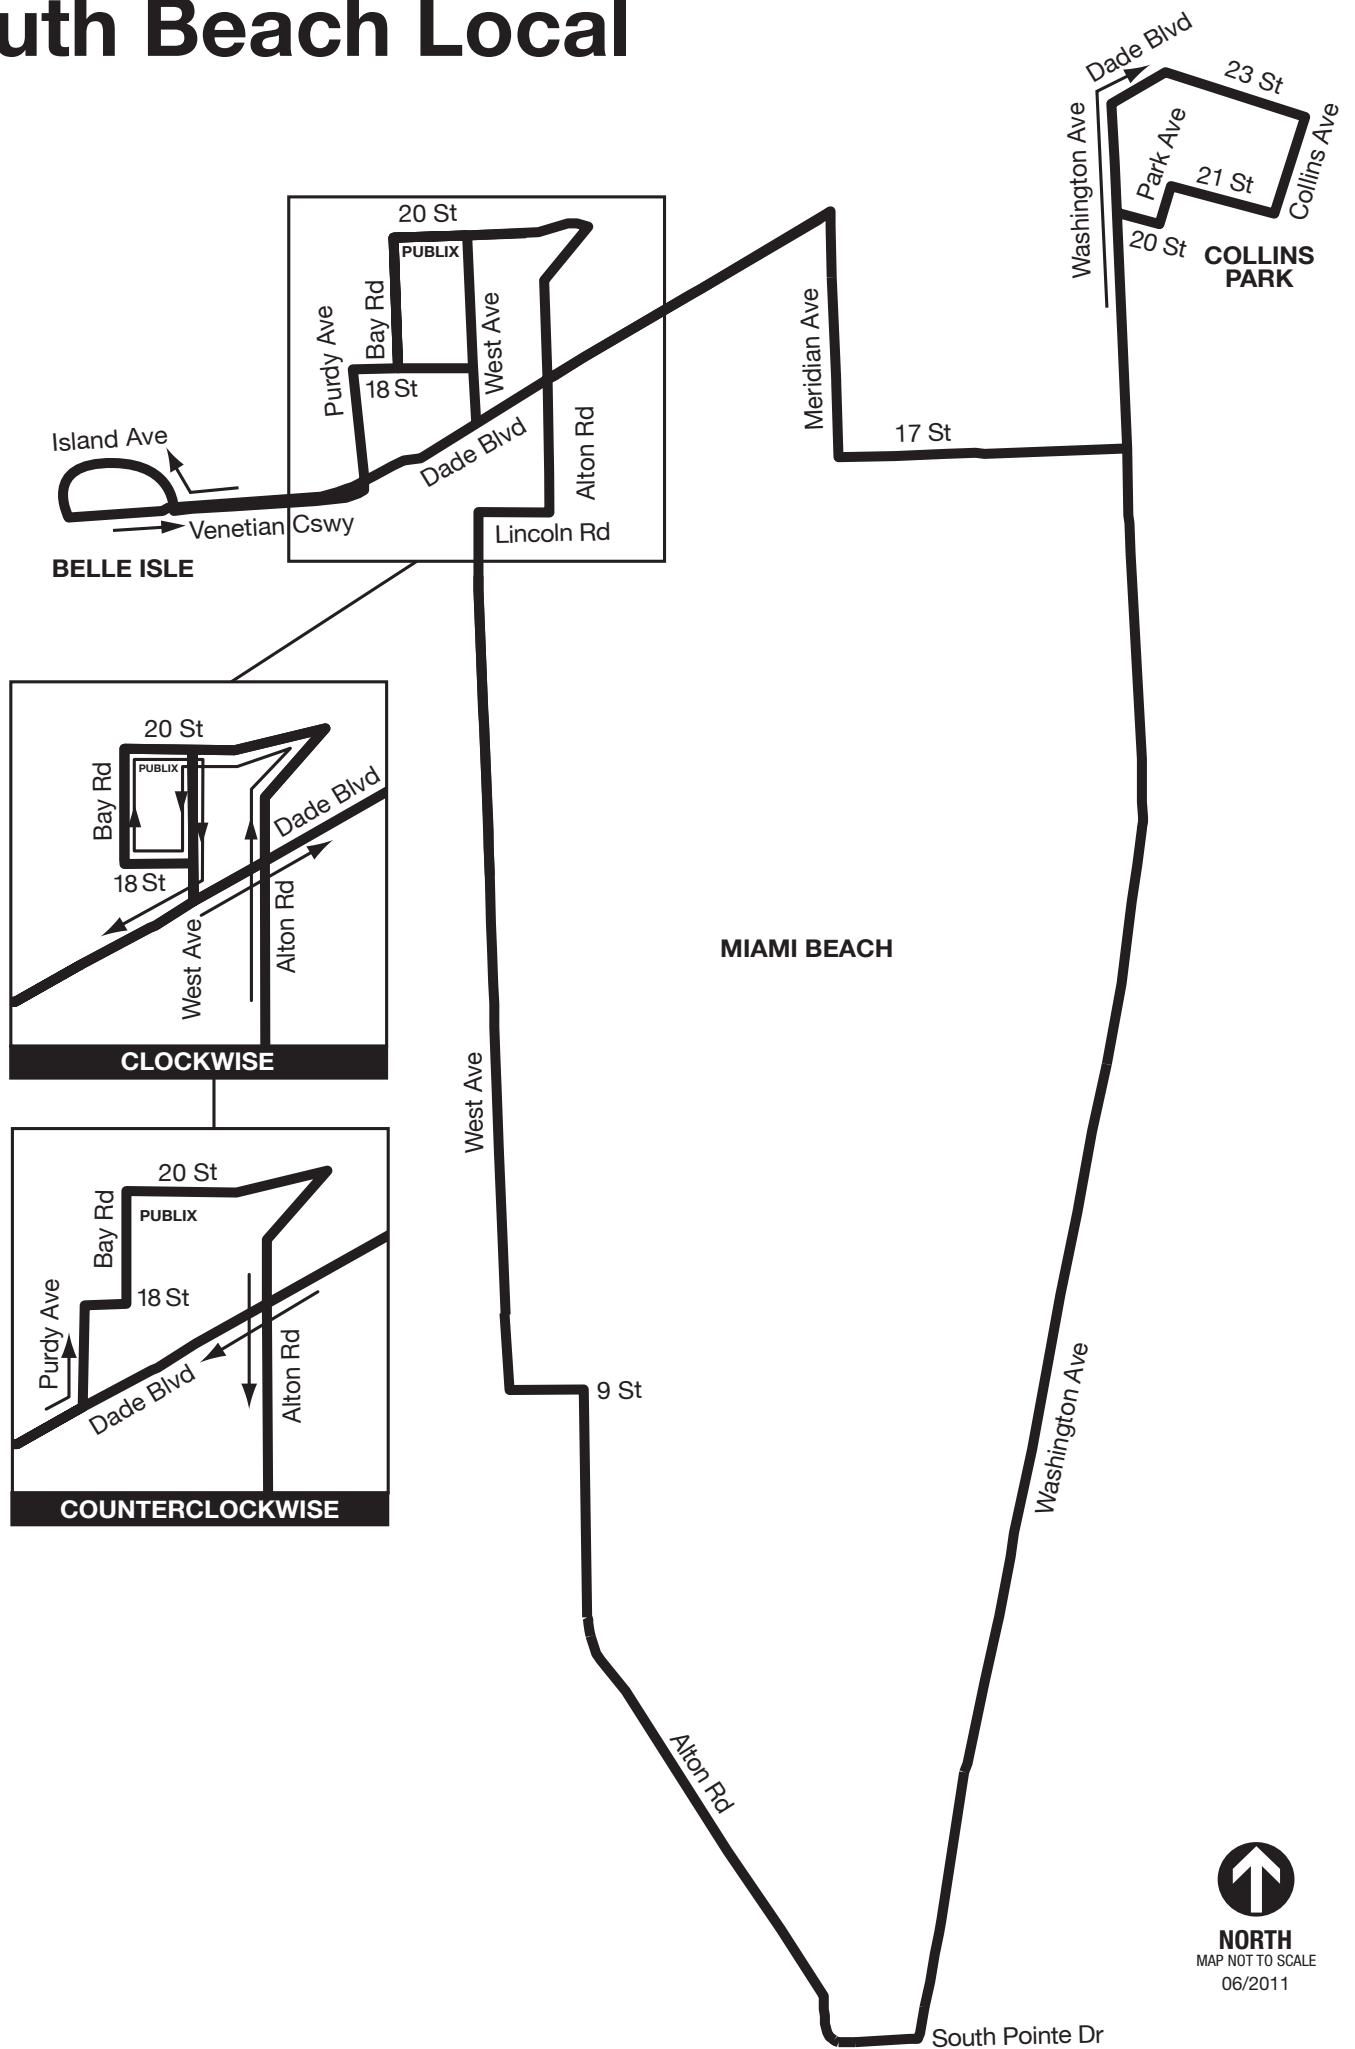 uth Beach Local
Dade Blvd
23 St
Washington Ave
Park Ave
21 St
Collins Ave
20 St
COLLINS
PARK
20 St
PUBLIX
Purdy Ave
Bay Rd
West Ave
18 St
Meridian Ave
17 St
Island Ave
Dade Blvd
Alton Rd
Venetian Cswy
Lincoln Rd
BELLE ISLE
20 St
PUBLIX
Bay Rd
Dade Blvd
18 St
West Ave
Alton Rd
CLOCKWISE
MIAMI BEACH
West Ave
20 St
Bay Rd
PUBLIX
Purdy Ave
18 St
Dade Blvd
Alton Rd
COUNTERCLOCKWISE
9 St
Washington Ave
Alton Rd
South Pointe Dr
NORTH
MAP NOT TO SCALE
06/2011